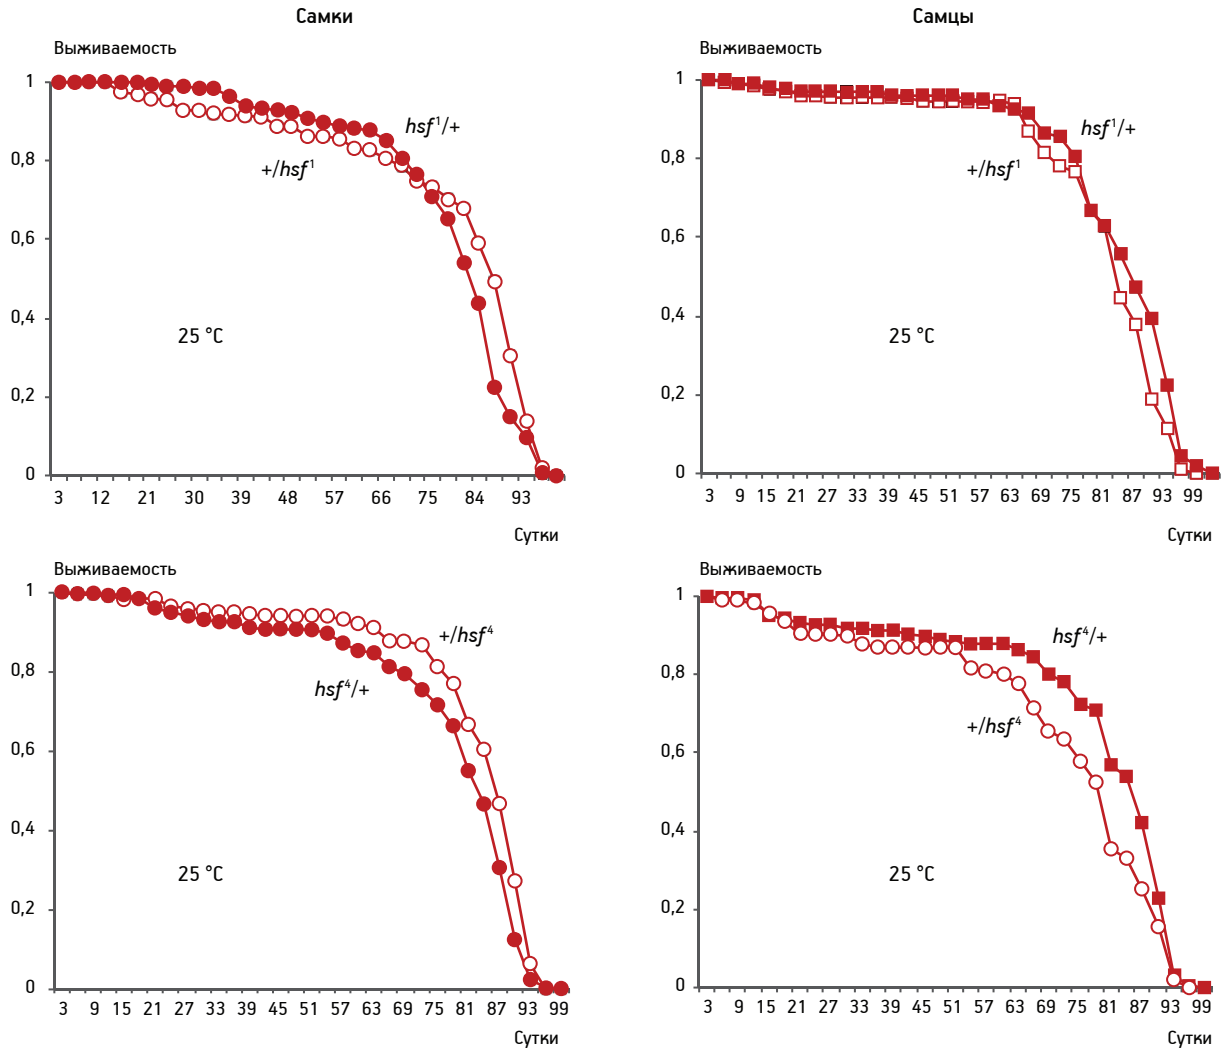 Самки
Самцы
Выживаемость
1
0,8
0,6
0,4
0,2
0
hsf¹/+
+/hsf¹
25 °C
3 12 21 30 39 48 57 66 75 84 93
Сутки
Выживаемость
1
0,8
0,6
0,4
0,2
0
hsf¹/+
+/hsf¹
25 °C
3 9 15 21 27 33 39 45 51 57 63 69 75 81 87 93 99
Сутки
Выживаемость
1
0,8
0,6
0,4
0,2
0
+/hsf⁴
hsf⁴/+
25 °C
3 9 15 21 27 33 39 45 51 57 63 69 75 81 87 93 99
Сутки
Выживаемость
1
0,8
0,6
0,4
0,2
0
hsf⁴/+
+/hsf⁴
25 °C
3 9 15 21 27 33 39 45 51 57 63 69 75 81 87 93 99
Сутки